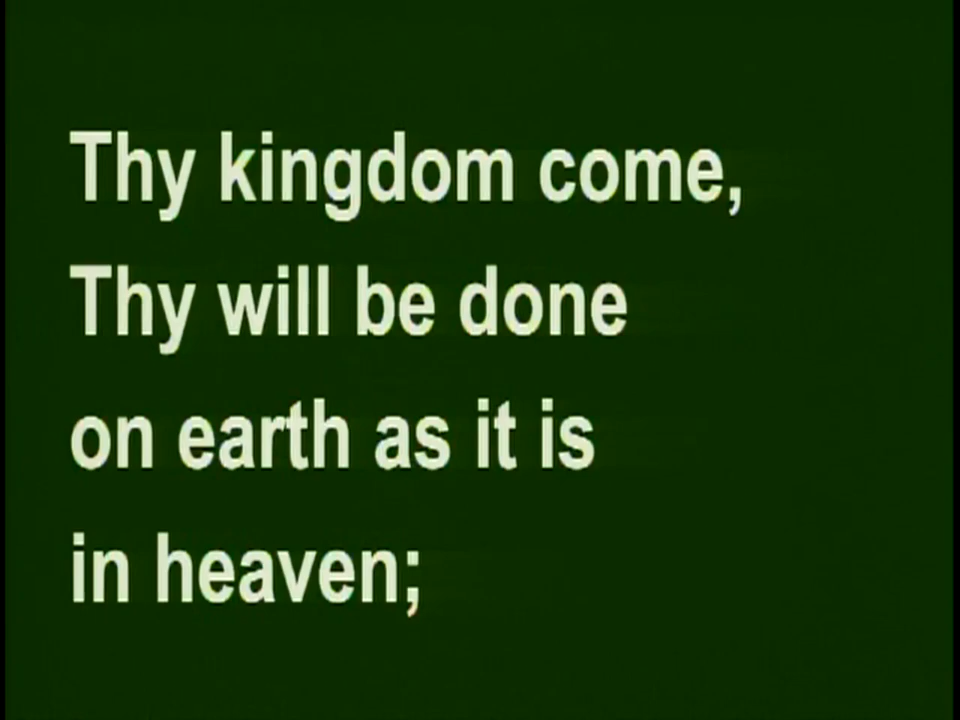 Thy kingdom come,
Thy will be done
on earth as it is
in heaven;